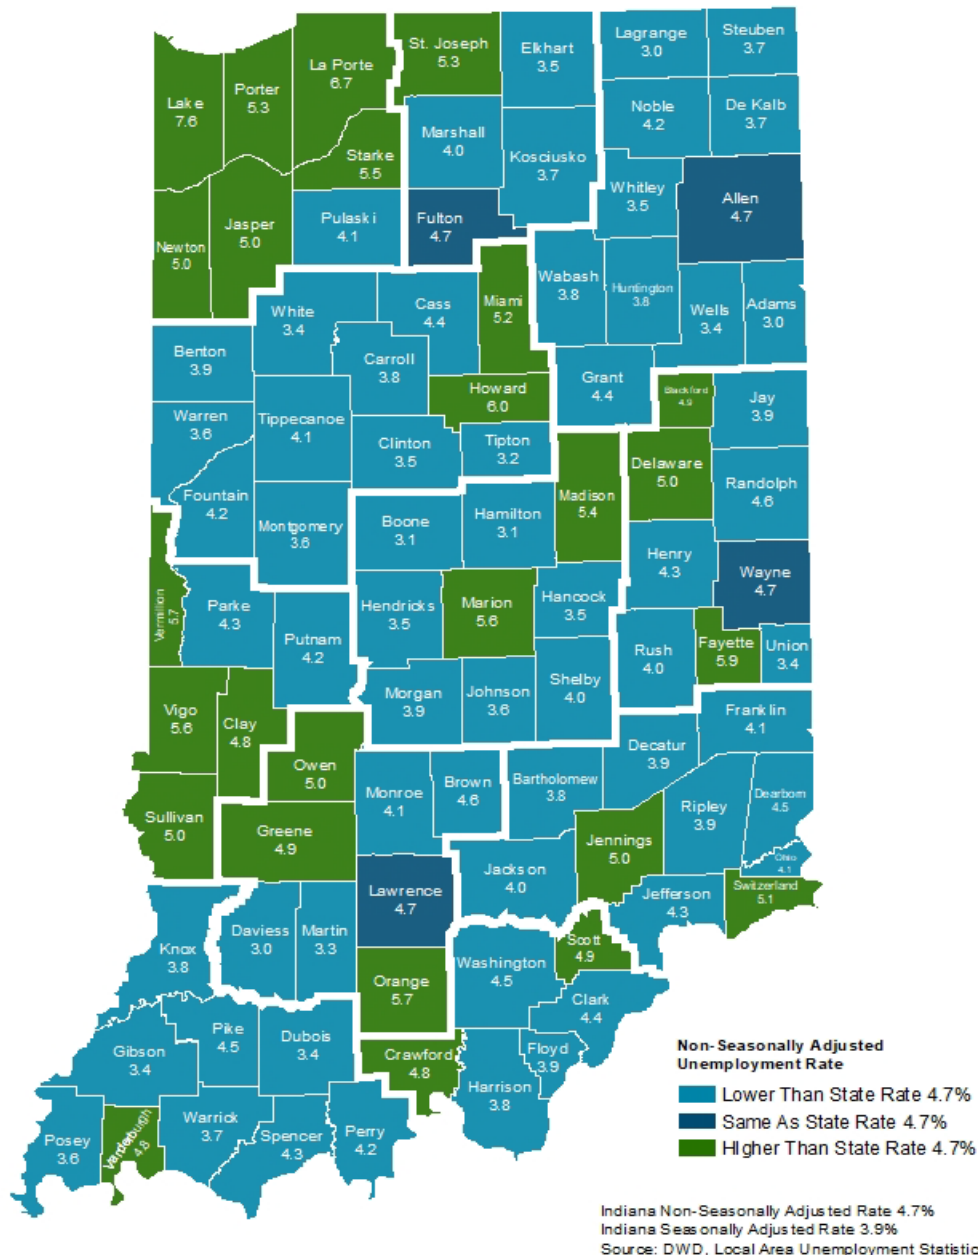 St. Joseph
5.3
Elkhart
3.5
Lagrange
3.0
Steuben
3.7
La Porte
6.7
Porter
5.3
Lake
7.6
Noble
4.2
De Kalb
3.7
Marshall
4.0
Starke
5.5
Kosciusko
3.7
Whitley
3.5
Allen
4.7
Pulaski
4.1
Fulton
4.7
Jasper
5.0
Newton
5.0
Wabash
3.8
Huntington
3.8
Wells
3.4
Adams
3.0
White
3.4
Cass
4.4
Miami
5.2
Benton
3.9
Carroll
3.8
Grant
4.4
Howard
6.0
Blackford
4.9
Jay
3.9
Warren
3.6
Tippecanoe
4.1
Clinton
3.5
Tipton
3.2
Delaware
5.0
Randolph
4.6
Fountain
4.2
Montgomery
3.6
Boone
3.1
Hamilton
3.1
Madison
5.4
Henry
4.3
Wayne
4.7
Vermillion
5.7
Parke
4.3
Putnam
4.2
Hendricks
3.5
Marion
5.6
Hancock
3.5
Rush
4.0
Fayette
5.9
Union
3.4
Vigo
5.6
Clay
4.8
Morgan
3.9
Johnson
3.6
Shelby
4.0
Franklin
4.1
Owen
5.0
Monroe
4.1
Brown
4.6
Bartholomew
3.8
Decatur
3.9
Ripley
3.9
Dearborn
4.5
Sullivan
5.0
Greene
4.9
Jennings
5.0
Ohio
4.1
Lawrence
4.7
Jackson
4.0
Jefferson
4.3
Switzerland
5.1
Knox
3.8
Daviess
3.0
Martin
3.3
Orange
5.7
Washington
4.5
Scott
4.9
Clark
4.4
Gibson
3.4
Pike
4.5
Dubois
3.4
Crawford
4.8
Floyd
3.9
Harrison
3.8
Posey
3.6
4.8
Warrick
3.7
Spencer
4.3
Perry
4.2
Non-Seasonally Adjusted
Unemployment Rate
Lower Than State Rate 4.7%
Same As State Rate 4.7%
Higher Than State Rate 4.7%
Indiana Non-Seasonally Adjusted Rate 4.7%
Indiana Seasonally Adjusted Rate 3.9%
Source: DWD, Local Area Unemployment Statistic